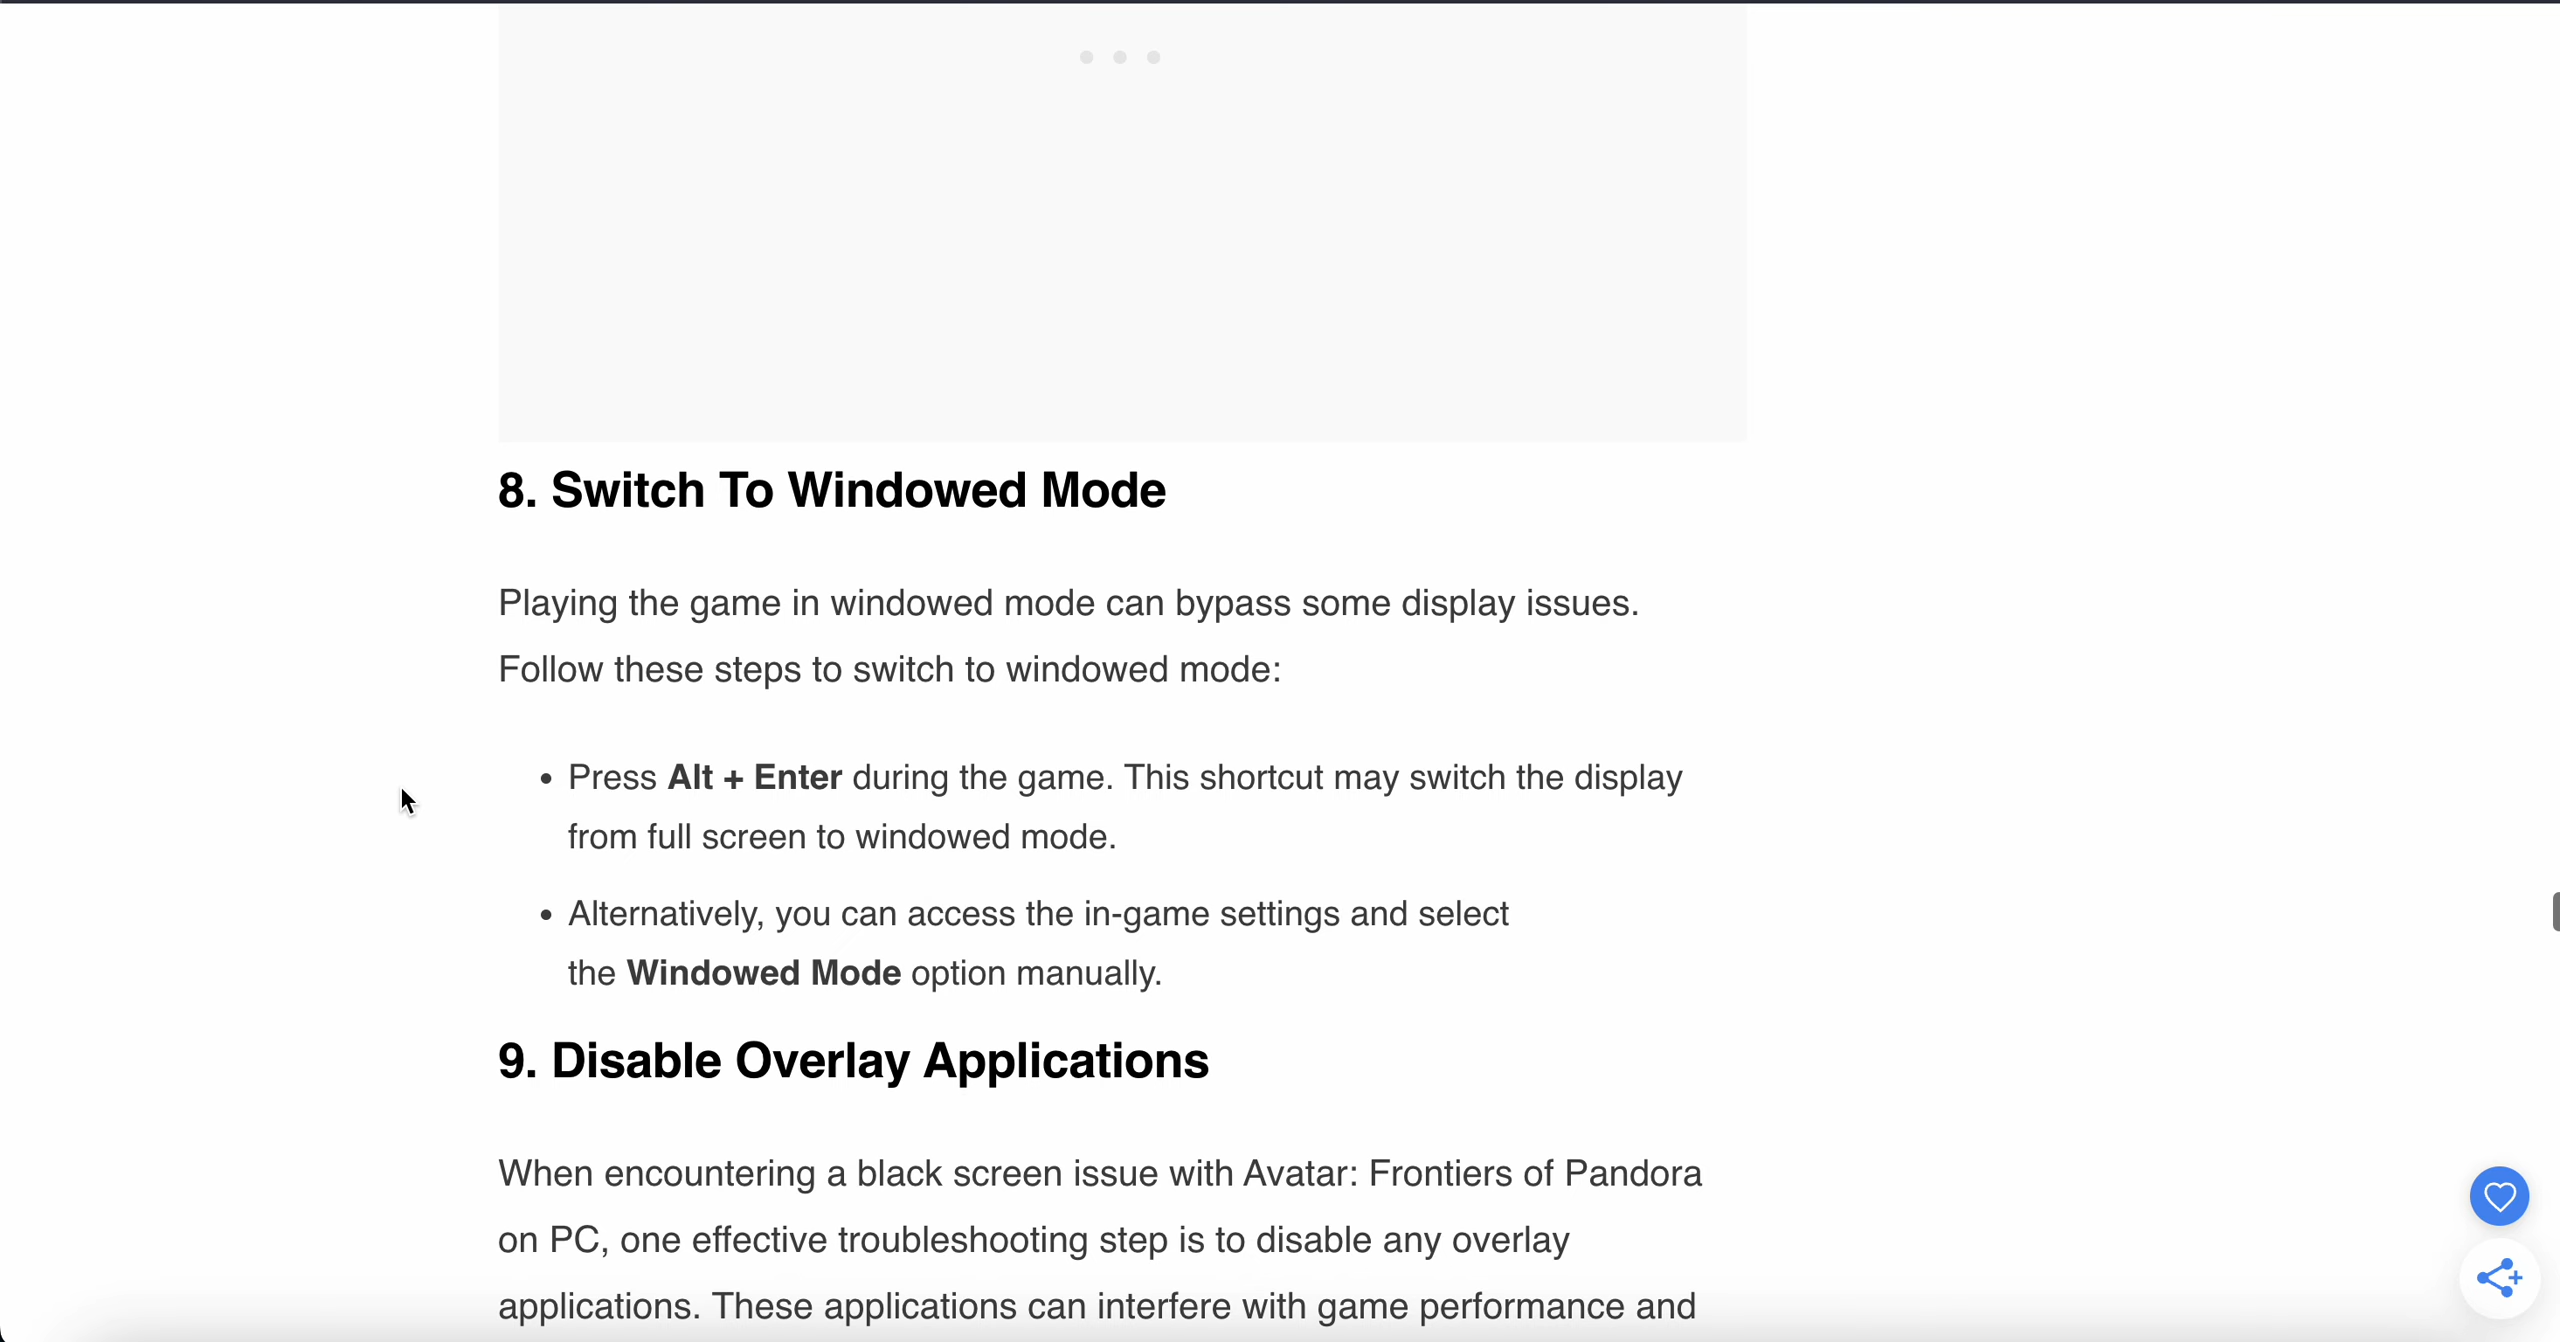 8. Switch To Windowed Mode
Playing the game in windowed mode can bypass some display issues.
Follow these steps to switch to windowed mode:
• Press Alt + Enter during the game. This shortcut may switch the display
from full screen to windowed mode.
• Alternatively, you can access the in-game settings and select
the Windowed Mode option manually.
9. Disable Overlay Applications
When encountering a black screen issue with Avatar: Frontiers of Pandora
on PC, one effective troubleshooting step is to disable any overlay
applications. These applications can interfere with game performance and